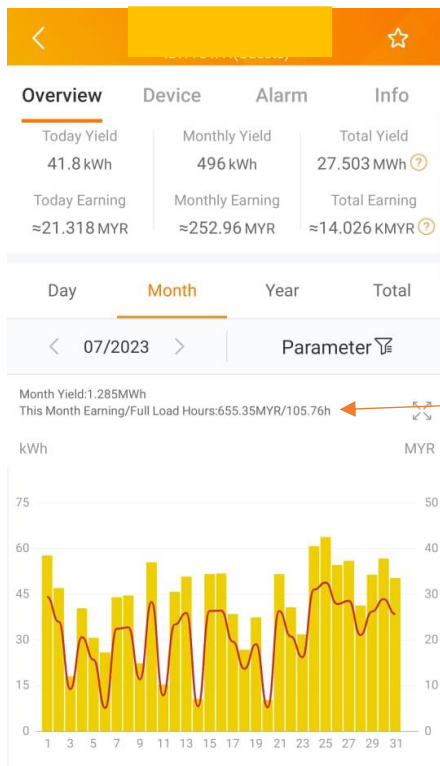 Overview Device Alarm Info
Today Yield Monthly Yield Total Yield
41.8 kWh 496 kWh 27.503 MWh ?
Today Earning Monthly Earning Total Earning
≈21.318 MYR ≈252.96 MYR ≈14.026 KMYR ?
Day Month Year Total
07/2023 Parameter
Month Yield:1.285MWh
This Month Earning/Full Load Hours:655.35MYR/105.76h
kWh MYR
75 50
60 40
45 30
30 20
15 10
0 0
1 3 5 7 9 11 13 15 17 19 21 23 25 27 29 31